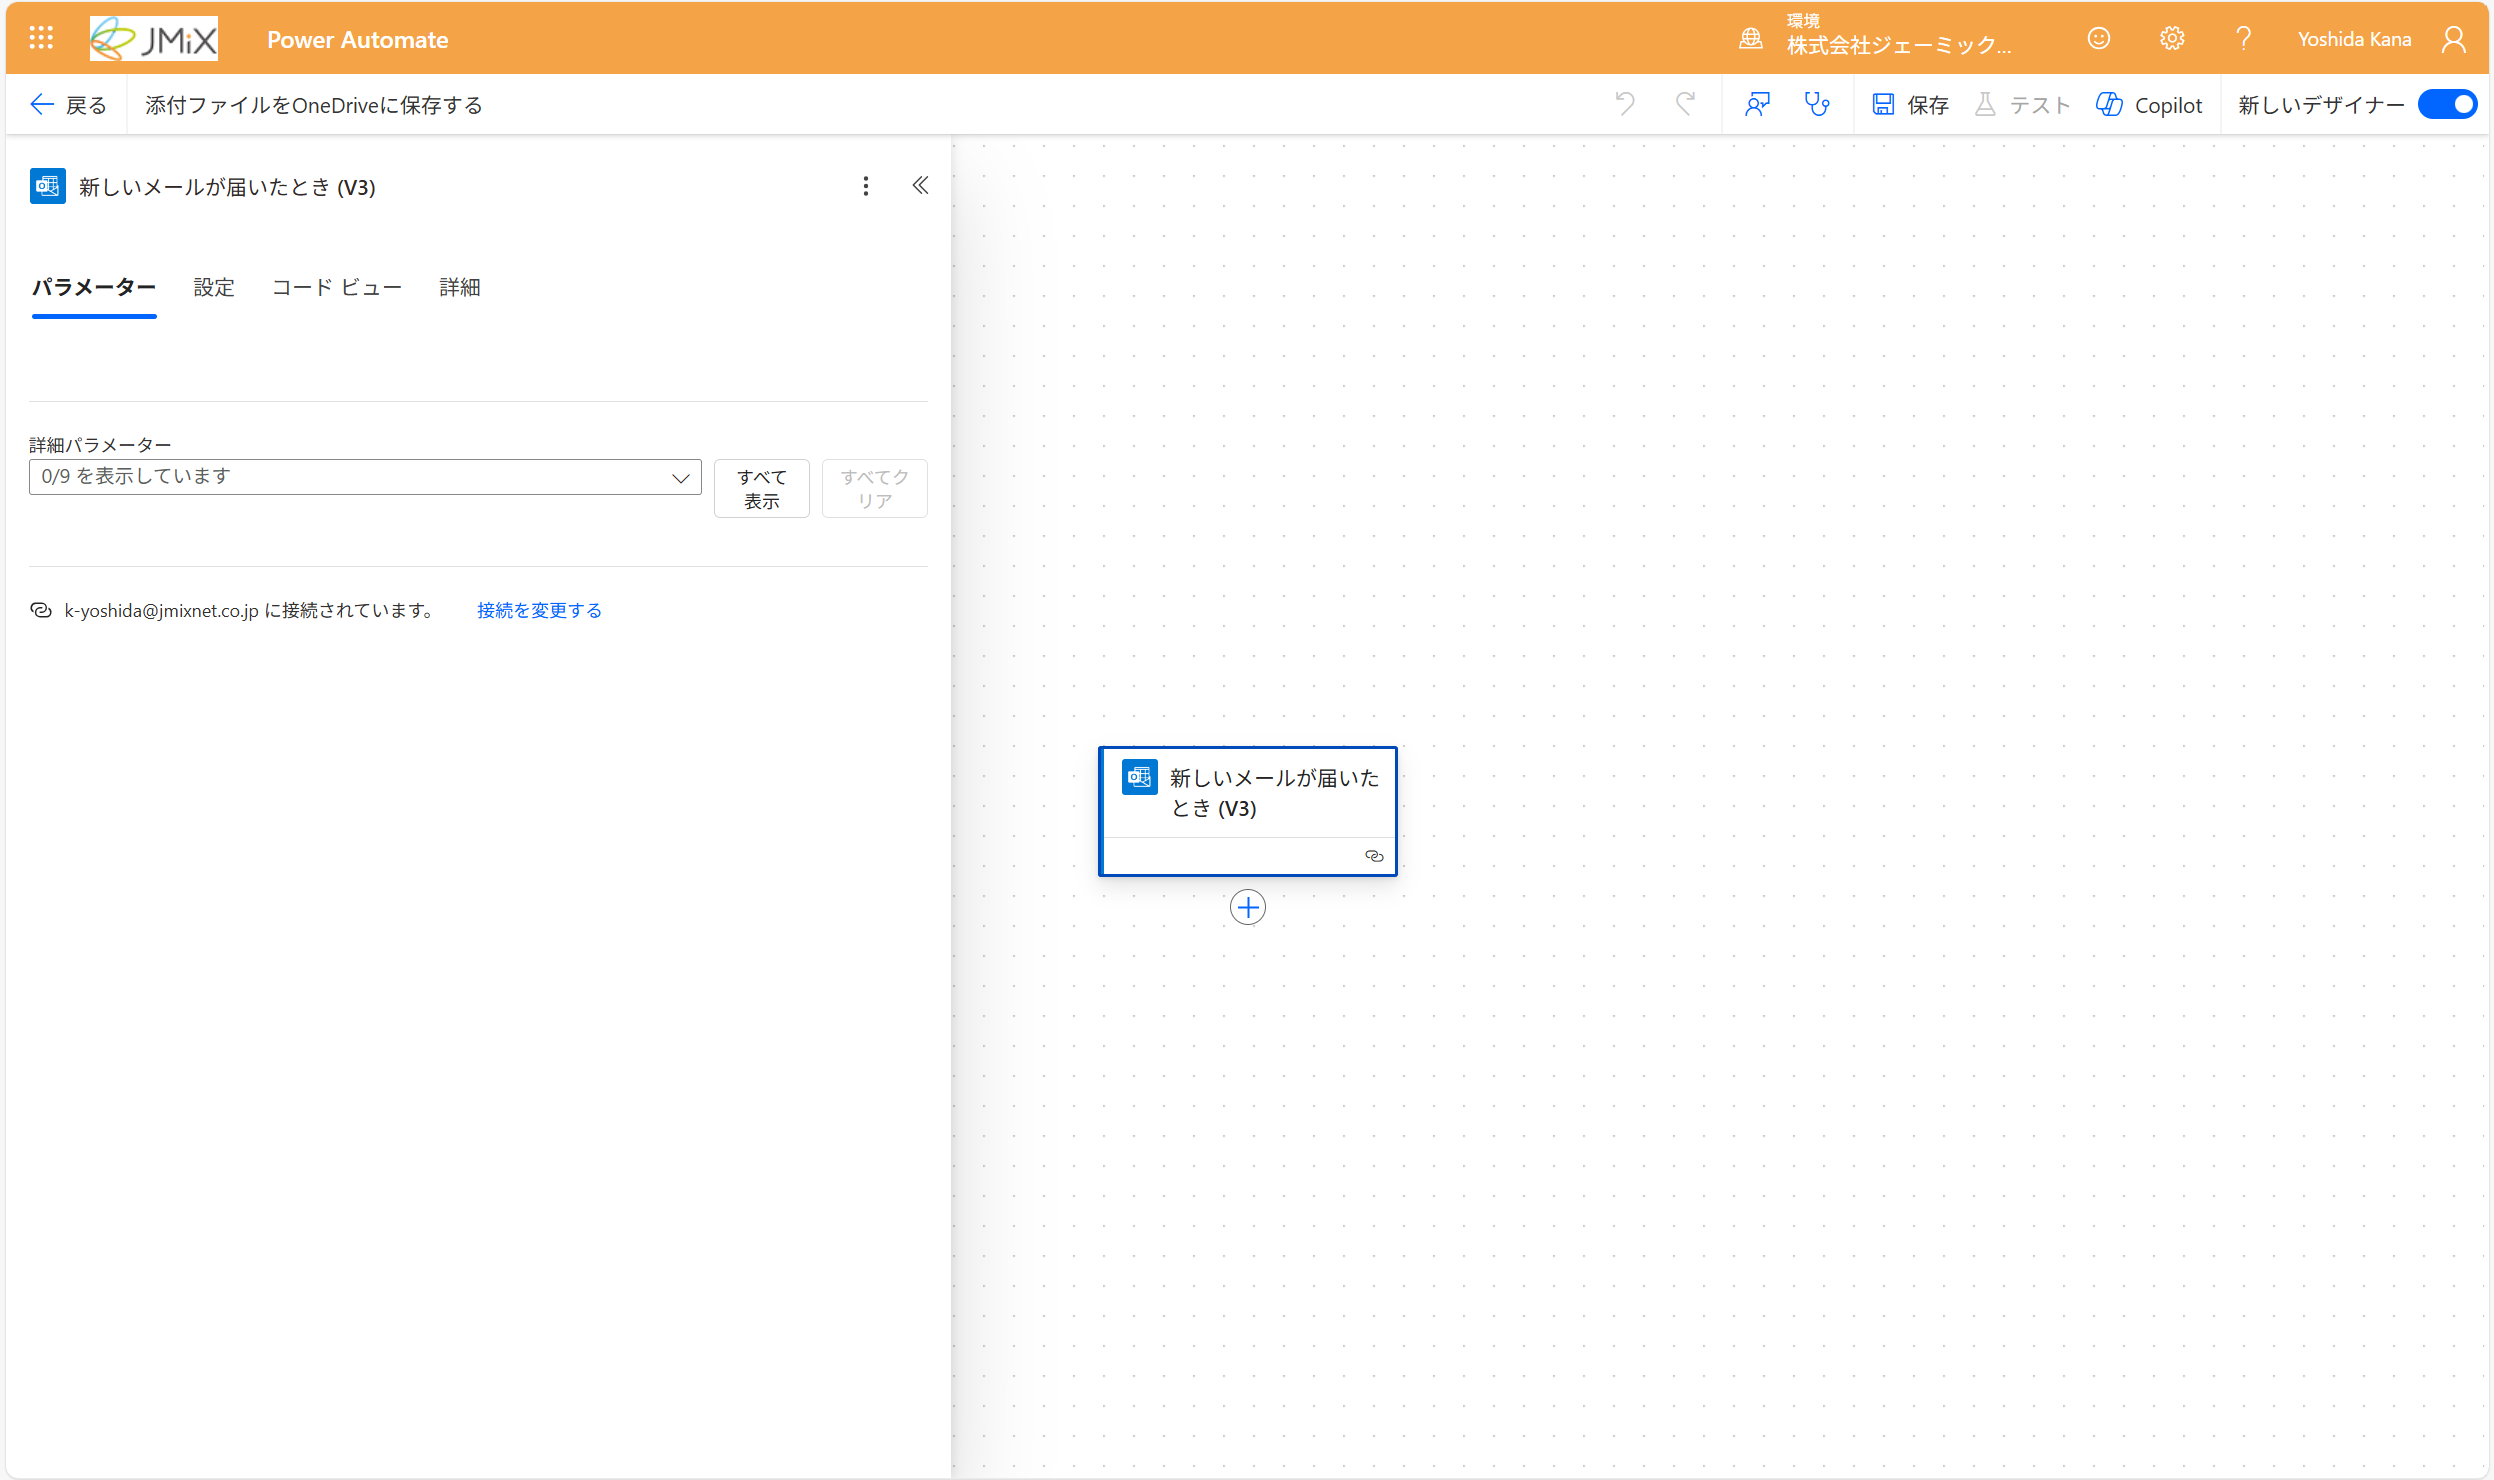 JMiX
Power Automate
環境
株式会社ジェーミック...
Yoshida Kana
戻る
添付ファイルをOneDriveに保存する
保存
テスト
Copilot
新しいデザイナー
新しいメールが届いたとき (V3)
パラメーター
設定
コード ビュー
詳細
詳細パラメーター
0/9 を表示しています
すべて
表示
すべてク
リア
k-yoshida@jmixnet.co.jp に接続されています。
接続を変更する
新しいメールが届いた
とき (V3)